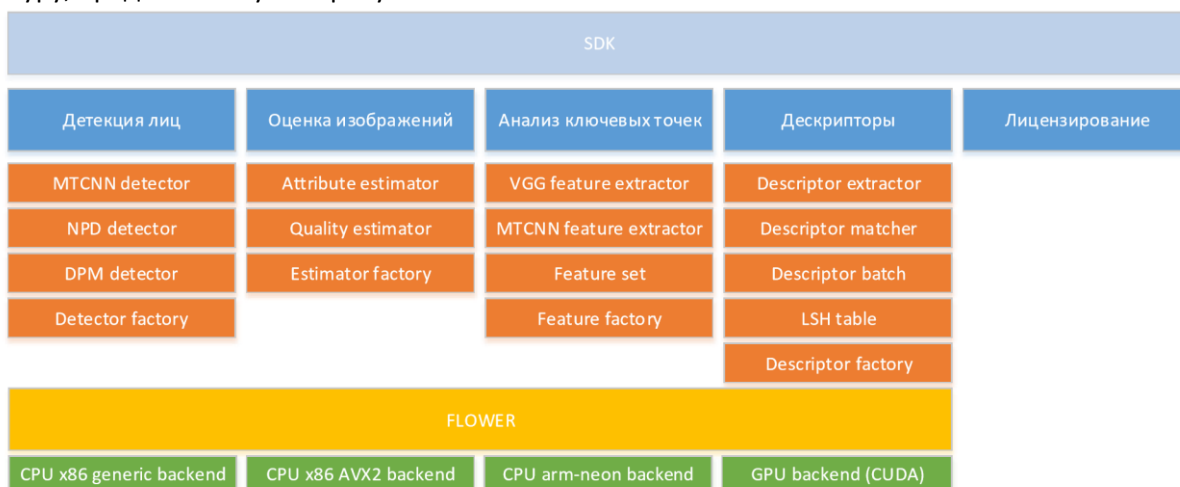 SDK
Детекция лиц
Оценка изображений
Анализ ключевых точек
Дескрипторы
Лицензирование
MTCNN detector
Attribute estimator
VGG feature extractor
Descriptor extractor
NPD detector
Quality estimator
MTCNN feature extractor
Descriptor matcher
DPM detector
Estimator factory
Feature set
Descriptor batch
Detector factory
Feature factory
LSH table
Descriptor factory
FLOWER
CPU x86 generic backend
CPU x86 AVX2 backend
CPU arm-neon backend
GPU backend (CUDA)